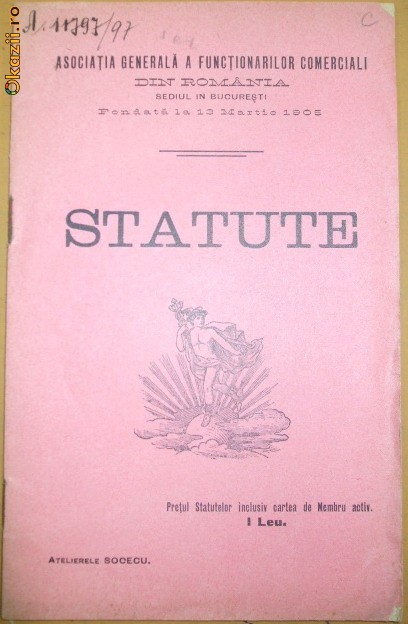 A. 11793/97
C
ASOCIAȚIA GENERALĂ A FUNCȚIONARILOR COMERCIALI
DIN ROMÂNIA
SEDIUL IN BUCUREȘTI
Fondată la 13 Martie 1905
STATUTE
Prețul Statutelor inclusiv cartea de Membru activ.
1 Leu.
ATELIERELE SOCECU.
Okazii.ro